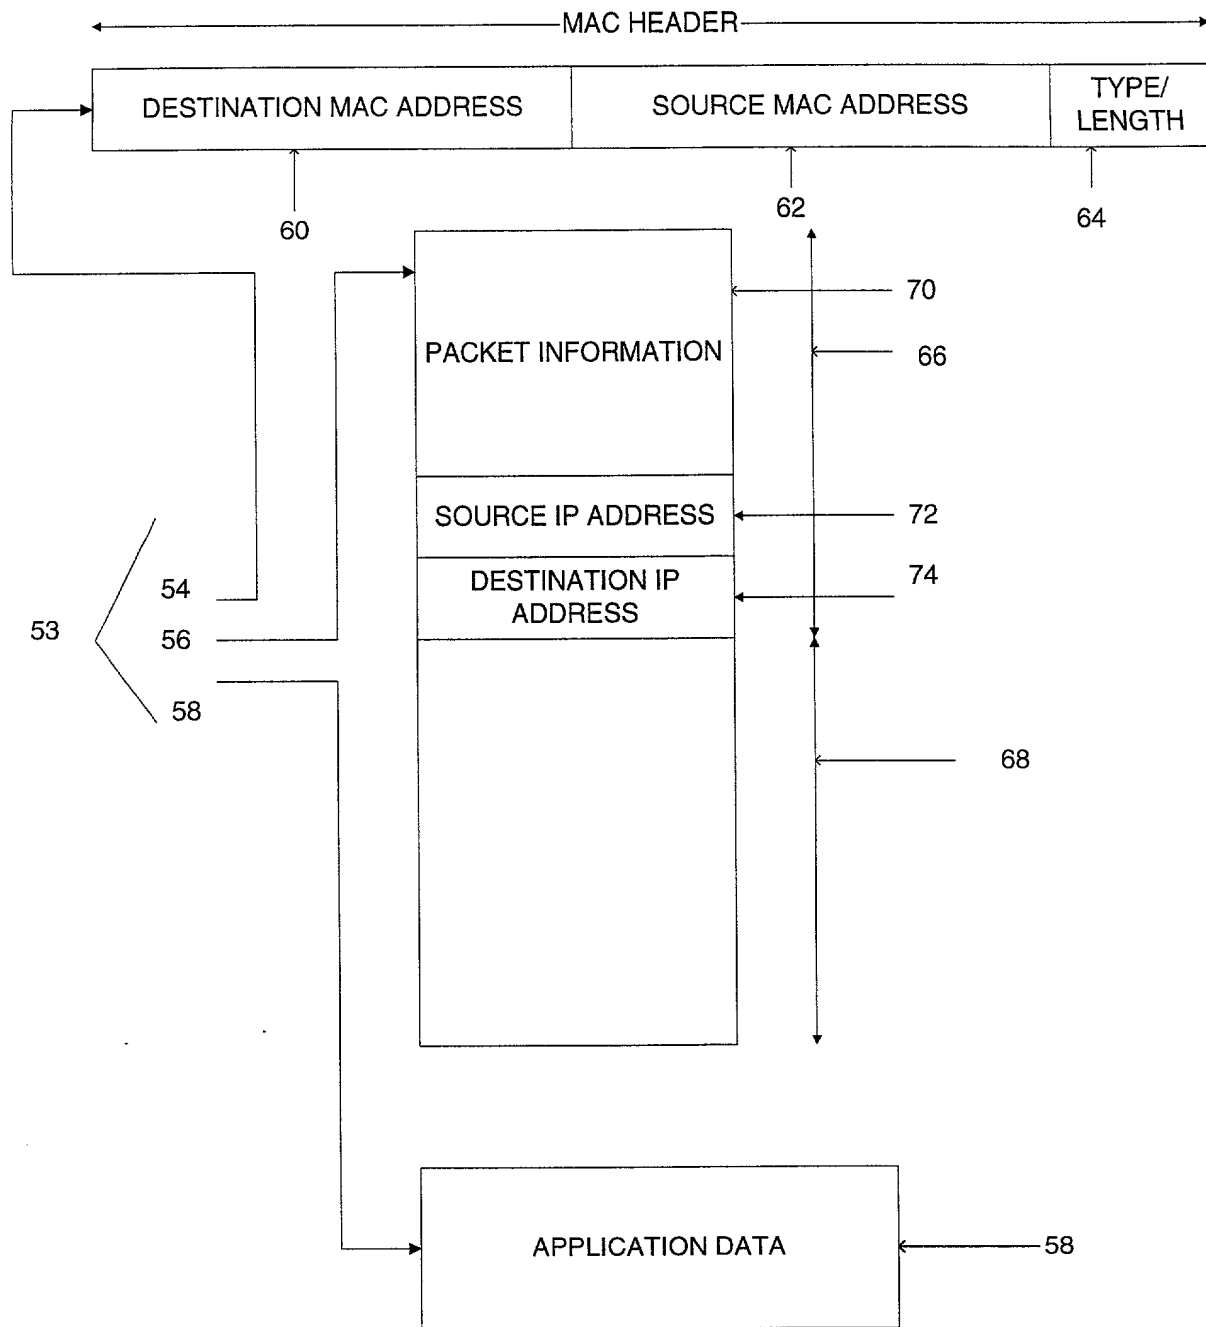 MAC HEADER
DESTINATION MAC ADDRESS
SOURCE MAC ADDRESS
TYPE/
LENGTH
60
62
64
70
PACKET INFORMATION
66
SOURCE IP ADDRESS
72
DESTINATION IP
ADDRESS
74
53
54
56
58
68
APPLICATION DATA
58